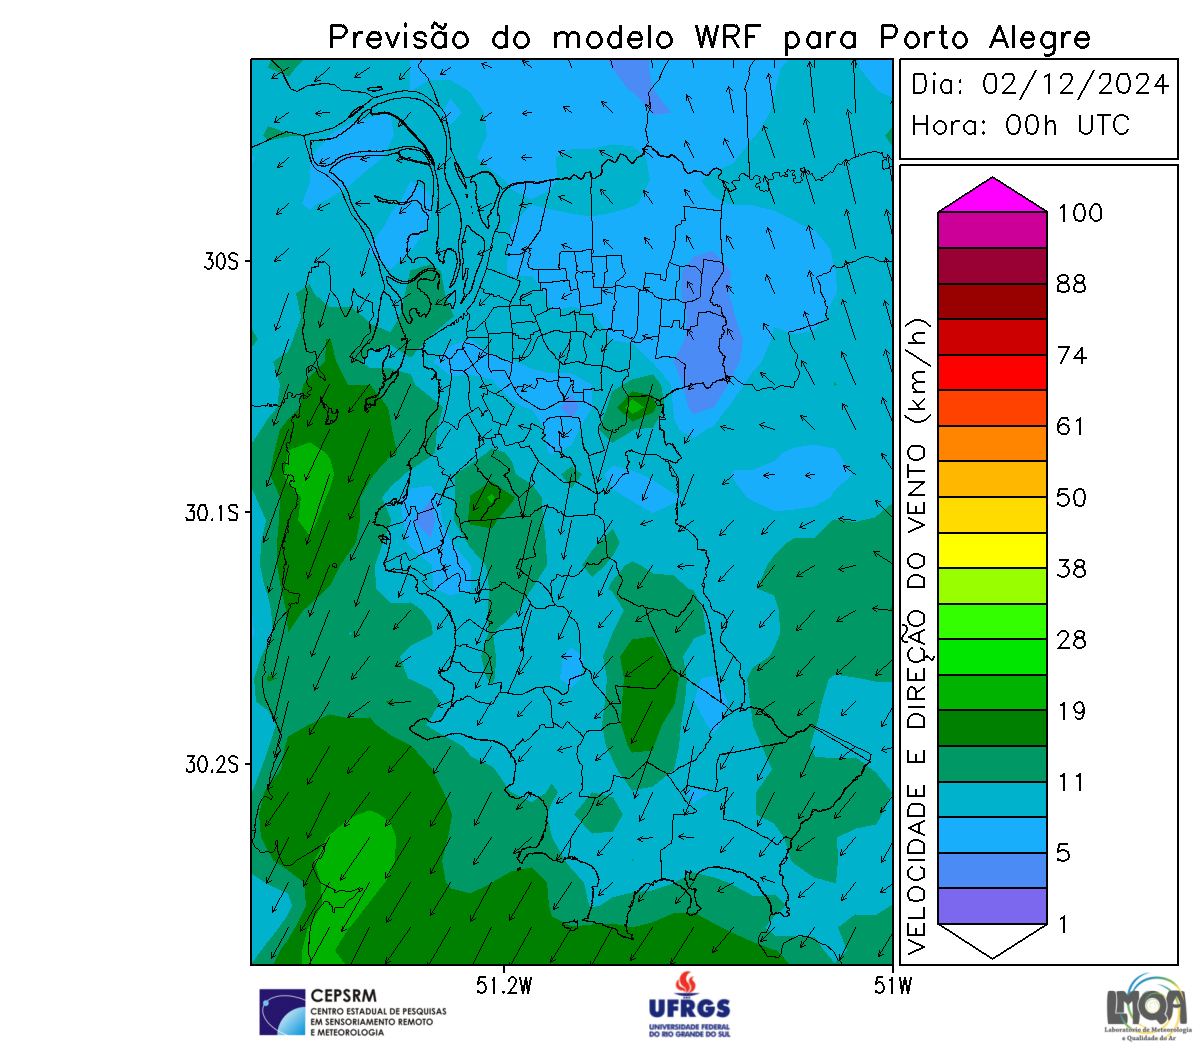 Previsão do modelo WRF para Porto Alegre
Dia: 02/12/2024
Hora: 00h UTC
100
88
74
61
50
38
28
19
11
5
1
VELOCIDADE E DIREÇÃO DO VENTO (km/h)
30S
30.1S
30.2S
51.2W
51W
CEPSRM
CENTRO ESTADUAL DE PESQUISAS
EM SENSORIAMENTO REMOTO
E METEOROLOGIA
UFRGS
UNIVERSIDADE FEDERAL
DO RIO GRANDE DO SUL
LMQA
Laboratório de Meteorologia
e Qualidade do Ar